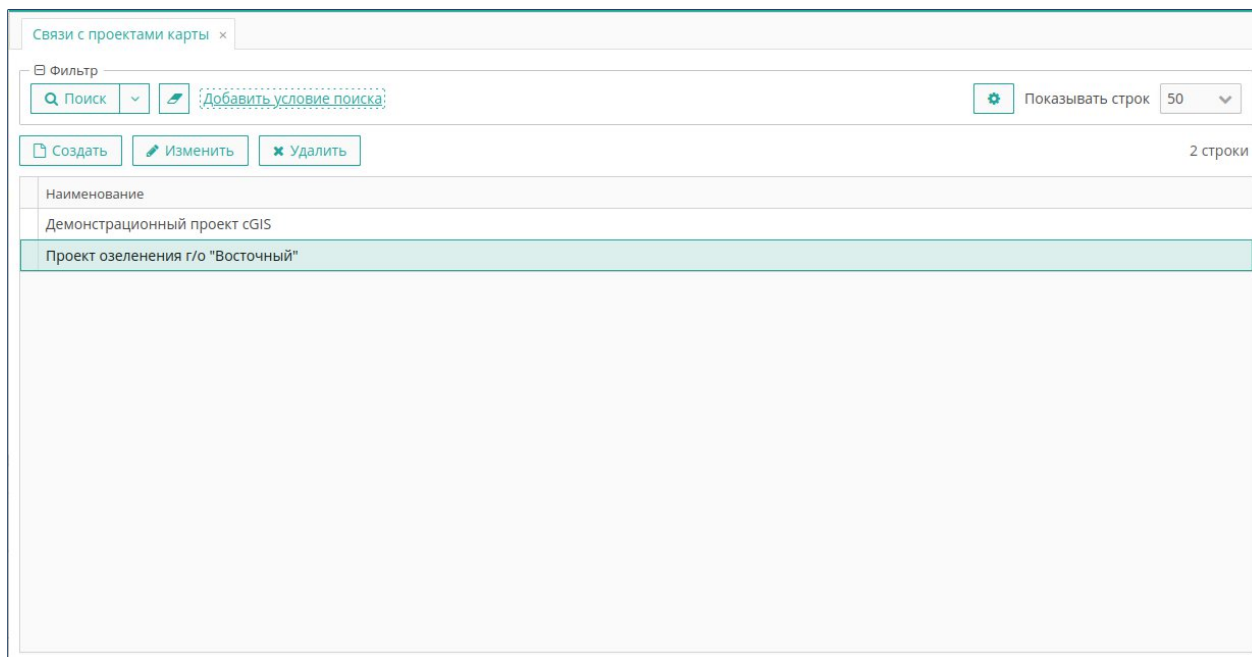 Связи с проектами карты ×
Фильтр
Поиск Добавить условие поиска Показывать строк 50
Создать Изменить Удалить 2 строки
Наименование
Демонстрационный проект cGIS
Проект озеленения г/о "Восточный"